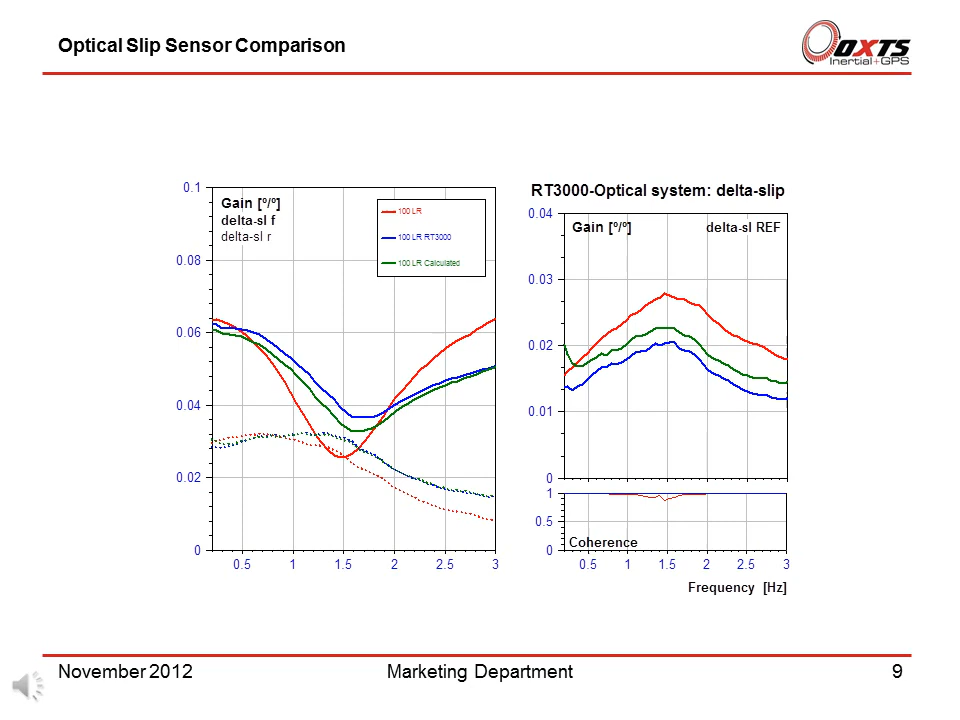 Optical Slip Sensor Comparison
OXTS
Inertial+GPS
0.1
0.08
0.06
0.04
0.02
0
Gain [º/º]
delta-sl f
delta-sl r
100 LR
100 LR RT3000
100 LR Calculated
0.5 1 1.5 2 2.5 3
RT3000-Optical system: delta-slip
0.04
0.03
0.02
0.01
0
Gain [º/º] delta-sl REF
1
0.5
0
Coherence
0.5 1 1.5 2 2.5 3
Frequency [Hz]
November 2012 Marketing Department 9